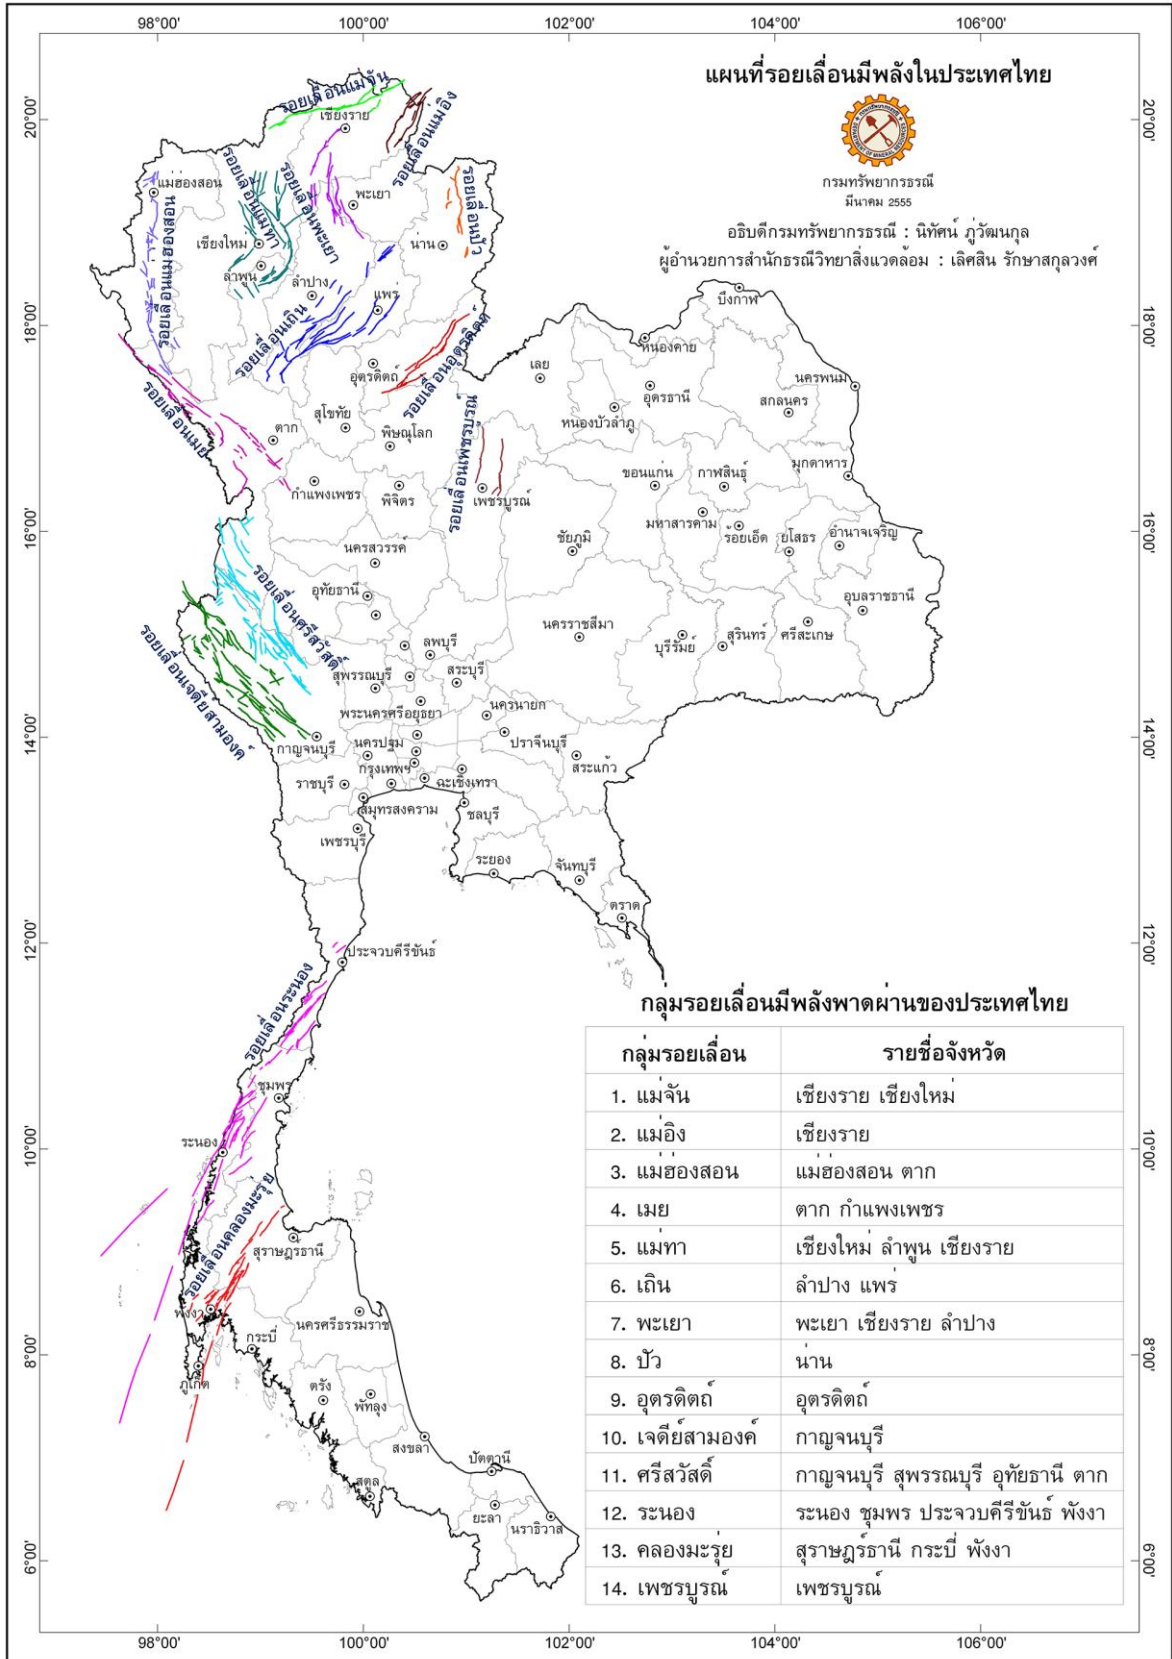 98°00' 100°00' 102°00' 104°00' 106°00'
แผนที่รอยเลื่อนมีพลังในประเทศไทย
กรมทรัพยากรธรณี
มีนาคม 2555
อธิบดีกรมทรัพยากรธรณี : นิทัศน์ ภู่วัฒนกุล
ผู้อำนวยการสำนักธรณีวิทยาสิ่งแวดล้อม : เลิศสิน รักษาสกุลวงศ์
20°00' 20°00'
18°00' 18°00'
16°00' 16°00'
14°00' 14°00'
12°00' 12°00'
10°00' 10°00'
8°00' 8°00'
6°00' 6°00'
รอยเลื่อนแม่จัน
เชียงราย
รอยเลื่อนแม่อิง
แม่ฮ่องสอน
รอยเลื่อนแม่ฮ่องสอน
รอยเลื่อนแม่ทา
รอยเลื่อนพะเยา
พะเยา
รอยเลื่อนปัว
น่าน
เชียงใหม่
ลำพูน
ลำปาง
แพร่
รอยเลื่อนเถิน
รอยเลื่อนอุตรดิตถ์
อุตรดิตถ์
รอยเลื่อนเมย
ตาก
สุโขทัย
พิษณุโลก
กำแพงเพชร
พิจิตร
รอยเลื่อนเพชรบูรณ์
เพชรบูรณ์
เลย
บึงกาฬ
หนองคาย
หนองบัวลำภู
อุดรธานี
สกลนคร
นครพนม
ขอนแก่น
กาฬสินธุ์
มุกดาหาร
มหาสารคาม
ร้อยเอ็ด
ยโสธร
อำนาจเจริญ
ชัยภูมิ
อุบลราชธานี
นครราชสีมา
บุรีรัมย์
สุรินทร์
ศรีสะเกษ
นครสวรรค์
อุทัยธานี
รอยเลื่อนศรีสวัสดิ์
รอยเลื่อนเจดีย์สามองค์
ลพบุรี
สุพรรณบุรี
สระบุรี
พระนครศรีอยุธยา
นครนายก
ปราจีนบุรี
สระแก้ว
กาญจนบุรี
นครปฐม
กรุงเทพฯ
ฉะเชิงเทรา
ราชบุรี
สมุทรสงคราม
ชลบุรี
เพชรบุรี
ระยอง
จันทบุรี
ตราด
ประจวบคีรีขันธ์
รอยเลื่อนระนอง
ชุมพร
ระนอง
รอยเลื่อนคลองมะรุ่ย
สุราษฎรธานี
พังงา
นครศรีธรรมราช
กระบี่
ภูเก็ต
ตรัง
พัทลุง
สงขลา
ปัตตานี
สตูล
ยะลา
นราธิวาส
กลุ่มรอยเลื่อนมีพลังพาดผ่านของประเทศไทย
กลุ่มรอยเลื่อน รายชื่อจังหวัด
1. แม่จัน เชียงราย เชียงใหม่
2. แม่อิง เชียงราย
3. แม่ฮ่องสอน แม่ฮ่องสอน ตาก
4. เมย ตาก กำแพงเพชร
5. แม่ทา เชียงใหม่ ลำพูน เชียงราย
6. เถิน ลำปาง แพร่
7. พะเยา พะเยา เชียงราย ลำปาง
8. ปัว น่าน
9. อุตรดิตถ์ อุตรดิตถ์
10. เจดีย์สามองค์ กาญจนบุรี
11. ศรีสวัสดิ์ กาญจนบุรี สุพรรณบุรี อุทัยธานี ตาก
12. ระนอง ระนอง ชุมพร ประจวบคีรีขันธ์ พังงา
13. คลองมะรุ่ย สุราษฎร์ธานี กระบี่ พังงา
14. เพชรบูรณ์ เพชรบูรณ์
98°00' 100°00' 102°00' 104°00' 106°00'